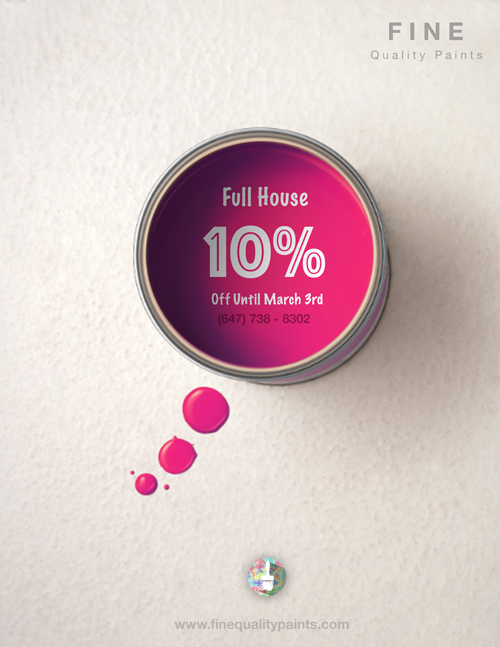 FINE
Quality Paints
Full House
10%
Off Until March 3rd
(647) 738 - 8302
www.finequalitypaints.com